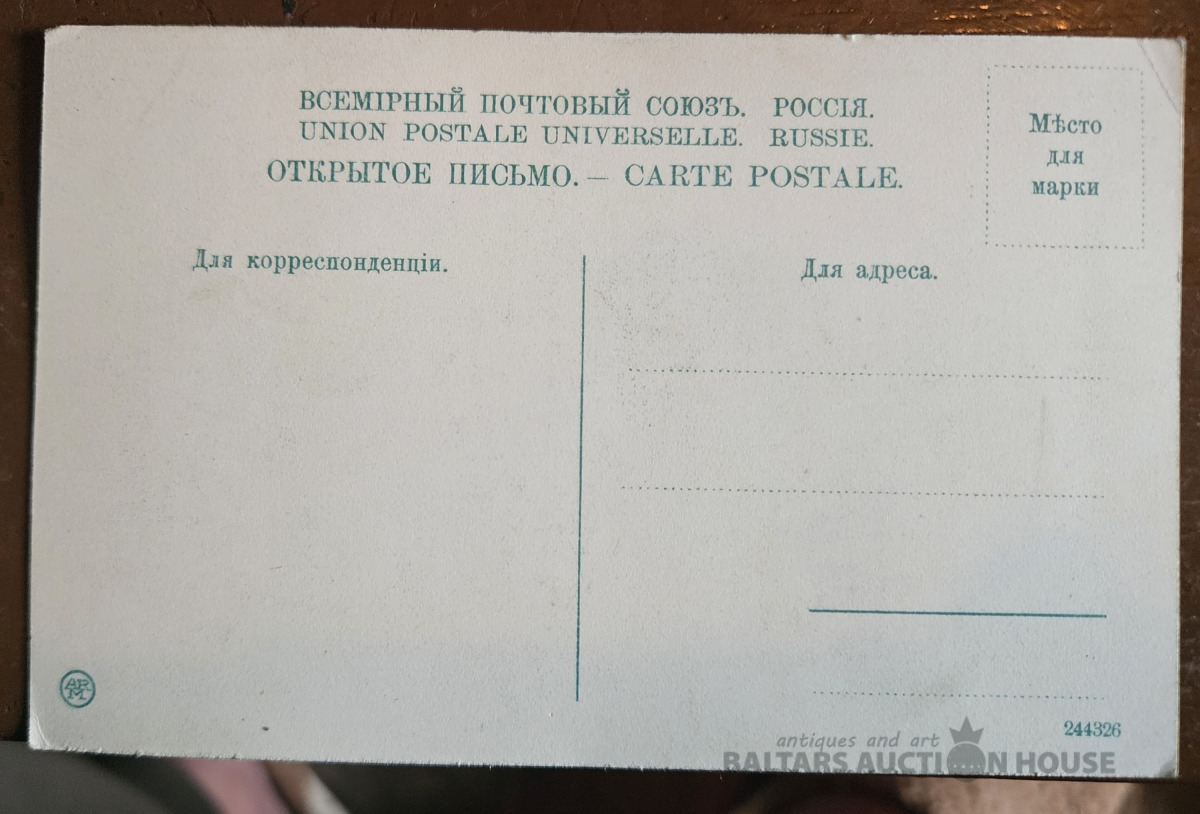 ВСЕМІРНЫЙ ПОЧТОВЫЙ СОЮЗЪ. РОССІЯ.
UNION POSTALE UNIVERSELLE. RUSSIE.
ОТКРЫТОЕ ПИСЬМО. — CARTE POSTALE.
Мѣсто
для
марки
Для корреспонденціи.
Для адреса.
244326
antiques and art
BALTARS AUCTION HOUSE